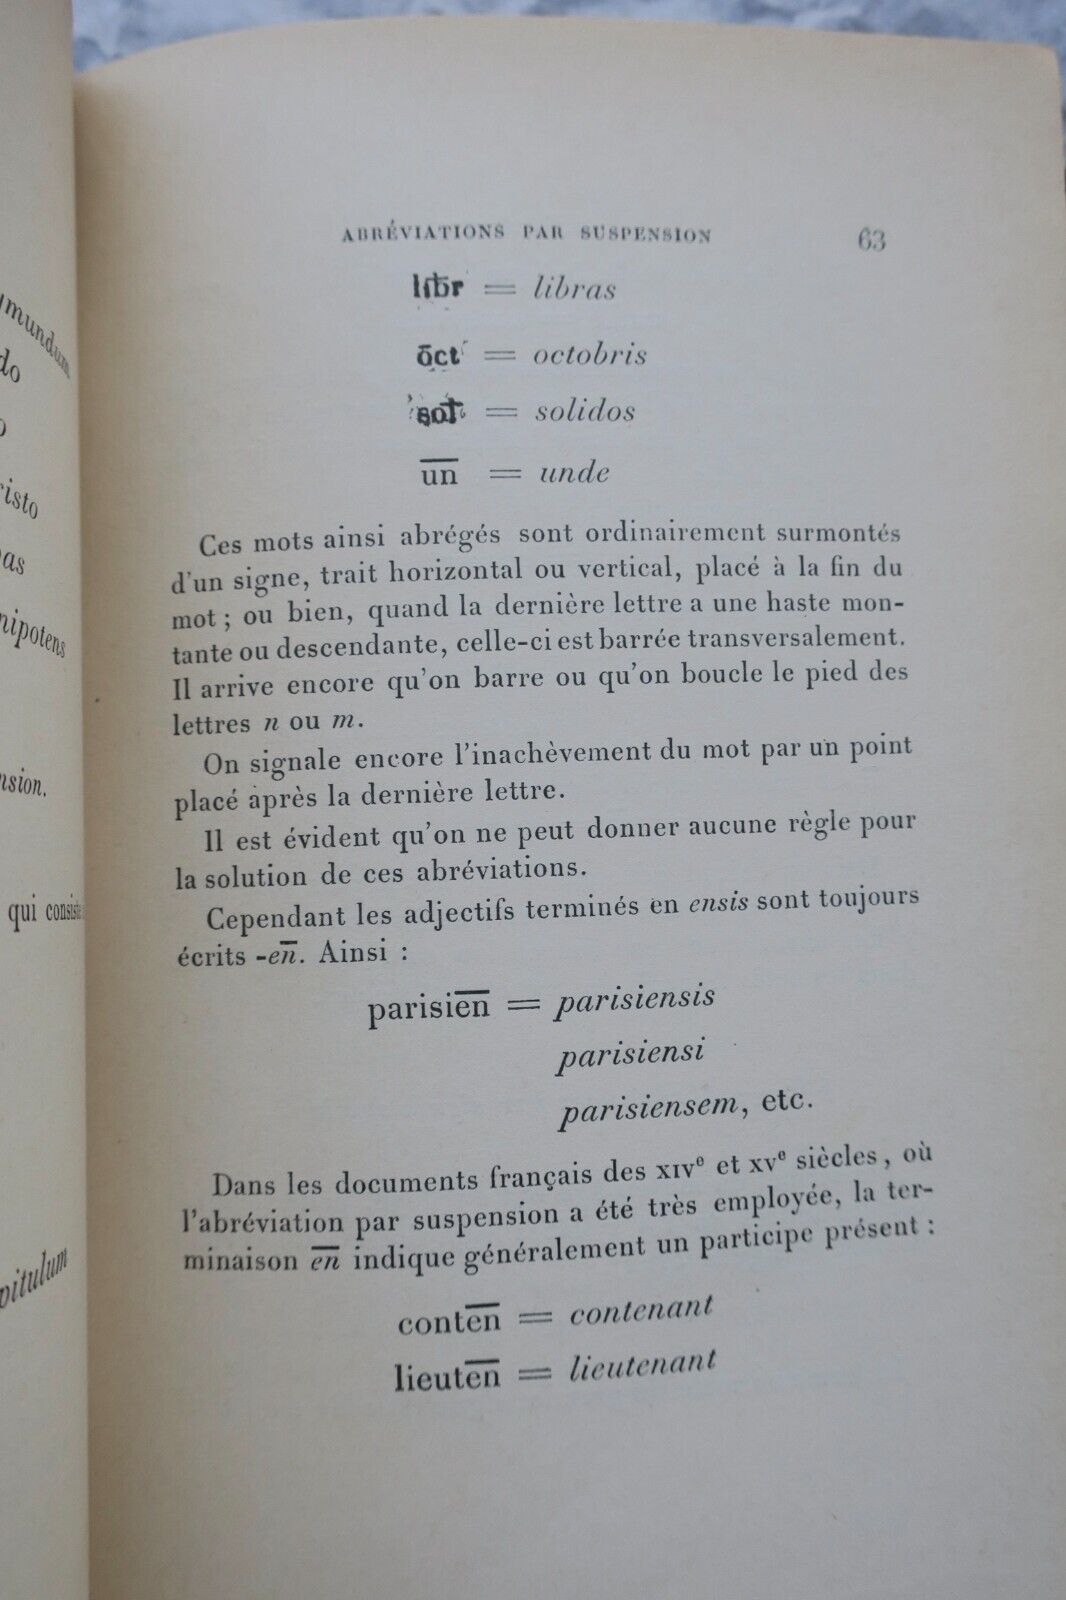 ymundum
do
risto
nipotens
nsion.
qui consiste
pitulum
ABRÉVIATIONS PAR SUSPENSION 63
libr = libras
oct = octobris
sol = solidos
un̅ = unde
Ces mots ainsi abrégés sont ordinairement surmontés
d'un signe, trait horizontal ou vertical, placé à la fin du
mot ; ou bien, quand la dernière lettre a une haste mon-
tante ou descendante, celle-ci est barrée transversalement.
Il arrive encore qu'on barre ou qu'on boucle le pied des
lettres n ou m.
On signale encore l'inachèvement du mot par un point
placé après la dernière lettre.
Il est évident qu'on ne peut donner aucune règle pour
la solution de ces abréviations.
Cependant les adjectifs terminés en ensis sont toujours
écrits -en̅. Ainsi :
parisie̅n̅ = parisiensis
parisiensi
parisiensem, etc.
Dans les documents français des XIVe et XVe siècles, où
l'abréviation par suspension a été très employée, la ter-
minaison e̅n̅ indique généralement un participe présent :
conte̅n̅ = contenant
lieute̅n̅ = lieutenant